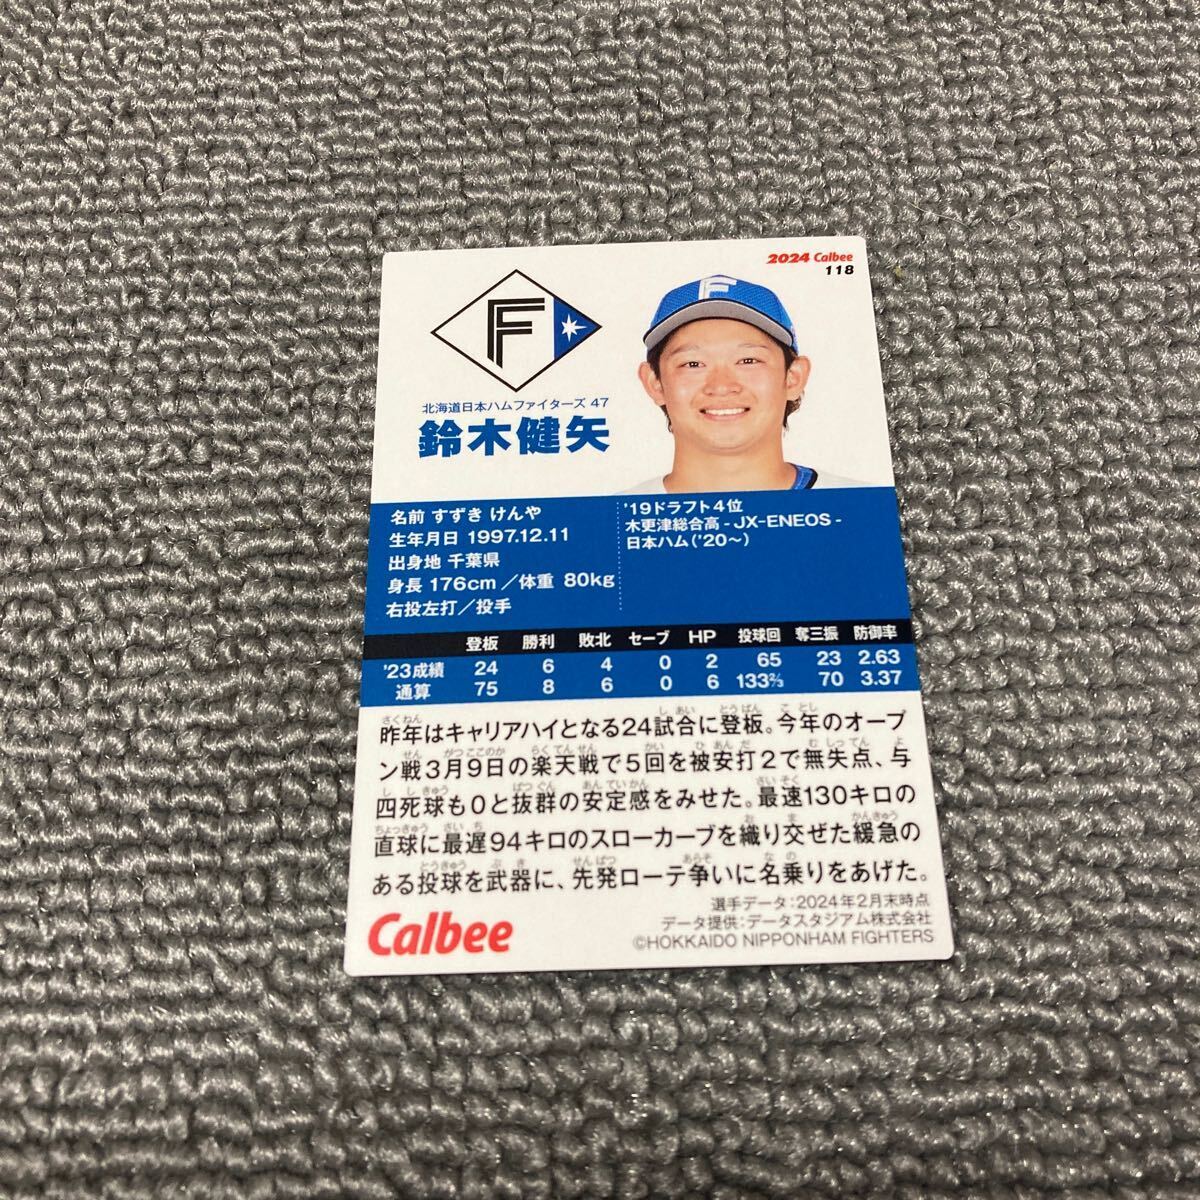 2024 Calbee
118
F
北海道日本ハムファイターズ 47
鈴木健矢
名前 すずき けんや
生年月日 1997.12.11
出身地 千葉県
身長 176cm／体重 80kg
右投左打／投手
'19ドラフト4位
木更津総合高 - JX-ENEOS -
日本ハム('20～)
登板 勝利 敗北 セーブ HP 投球回 奪三振 防御率
'23成績 24 6 4 0 2 65 23 2.63
通算 75 8 6 0 6 133⅔ 70 3.37
昨年はキャリアハイとなる24試合に登板。今年のオープ
ン戦3月9日の楽天戦で5回を被安打2で無失点、与
四死球も0と抜群の安定感をみせた。最速130キロの
直球に最遅94キロのスローカーブを織り交ぜた緩急の
ある投球を武器に、先発ローテ争いに名乗りをあげた。
選手データ：2024年2月末時点
データ提供：データスタジアム株式会社
Calbee
©HOKKAIDO NIPPONHAM FIGHTERS